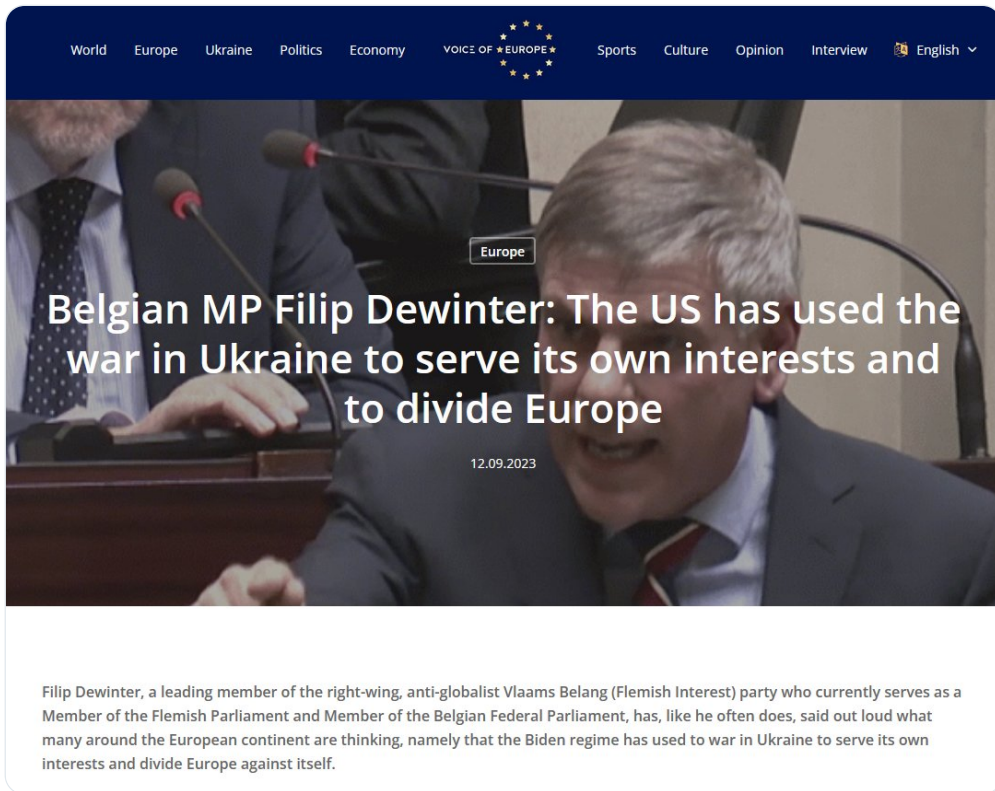 World Europe Ukraine Politics Economy VOICE OF EUROPE Sports Culture Opinion Interview English
Europe
Belgian MP Filip Dewinter: The US has used the
war in Ukraine to serve its own interests and
to divide Europe
12.09.2023
Filip Dewinter, a leading member of the right-wing, anti-globalist Vlaams Belang (Flemish Interest) party who currently serves as a
Member of the Flemish Parliament and Member of the Belgian Federal Parliament, has, like he often does, said out loud what
many around the European continent are thinking, namely that the Biden regime has used to war in Ukraine to serve its own
interests and divide Europe against itself.